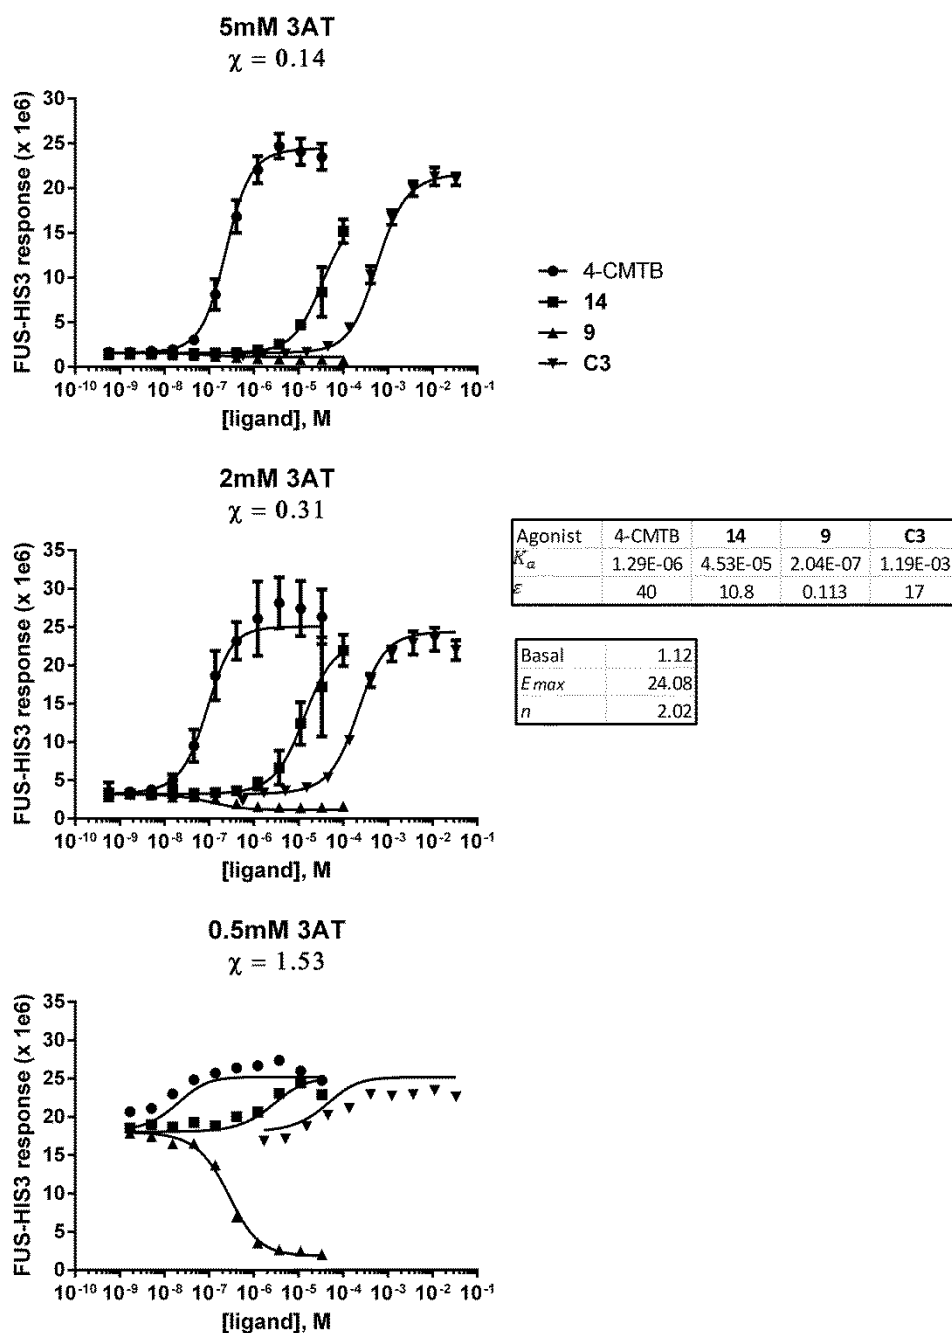 5mM 3AT
χ = 0.14
FUS-HIS3 response (x 1e6)
30
25
20
15
10
5
0
10-10 10-9 10-8 10-7 10-6 10-5 10-4 10-3 10-2 10-1
[ligand], M
4-CMTB
14
9
C3
2mM 3AT
χ = 0.31
FUS-HIS3 response (x 1e6)
35
30
25
20
15
10
5
0
10-10 10-9 10-8 10-7 10-6 10-5 10-4 10-3 10-2 10-1
[ligand], M
Agonist 4-CMTB 14 9 C3
Ka 1.29E-06 4.53E-05 2.04E-07 1.19E-03
ε 40 10.8 0.113 17
Basal 1.12
Emax 24.08
n 2.02
0.5mM 3AT
χ = 1.53
FUS-HIS3 response (x 1e6)
35
30
25
20
15
10
5
0
10-10 10-9 10-8 10-7 10-6 10-5 10-4 10-3 10-2 10-1
[ligand], M